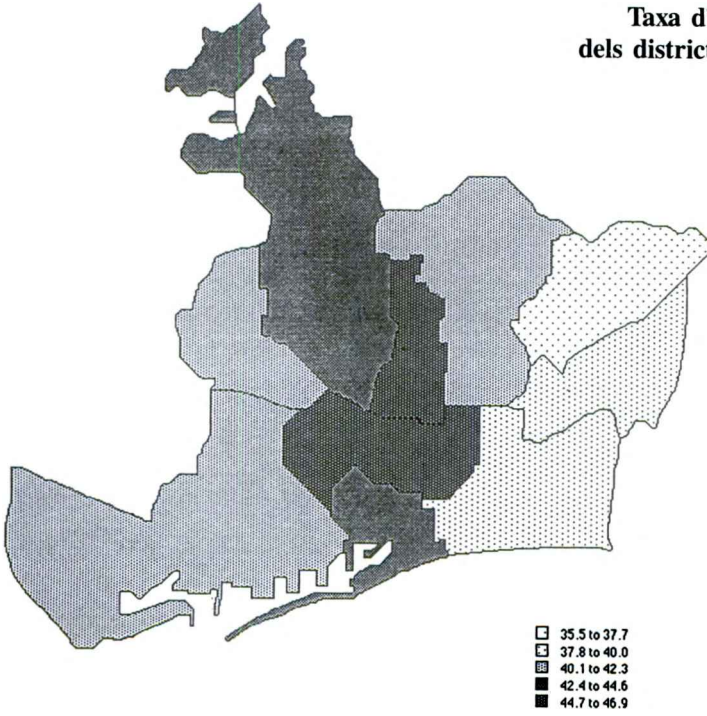 Taxa d
dels district
35.5 to 37.7
37.8 to 40.0
40.1 to 42.3
42.4 to 44.6
44.7 to 46.9